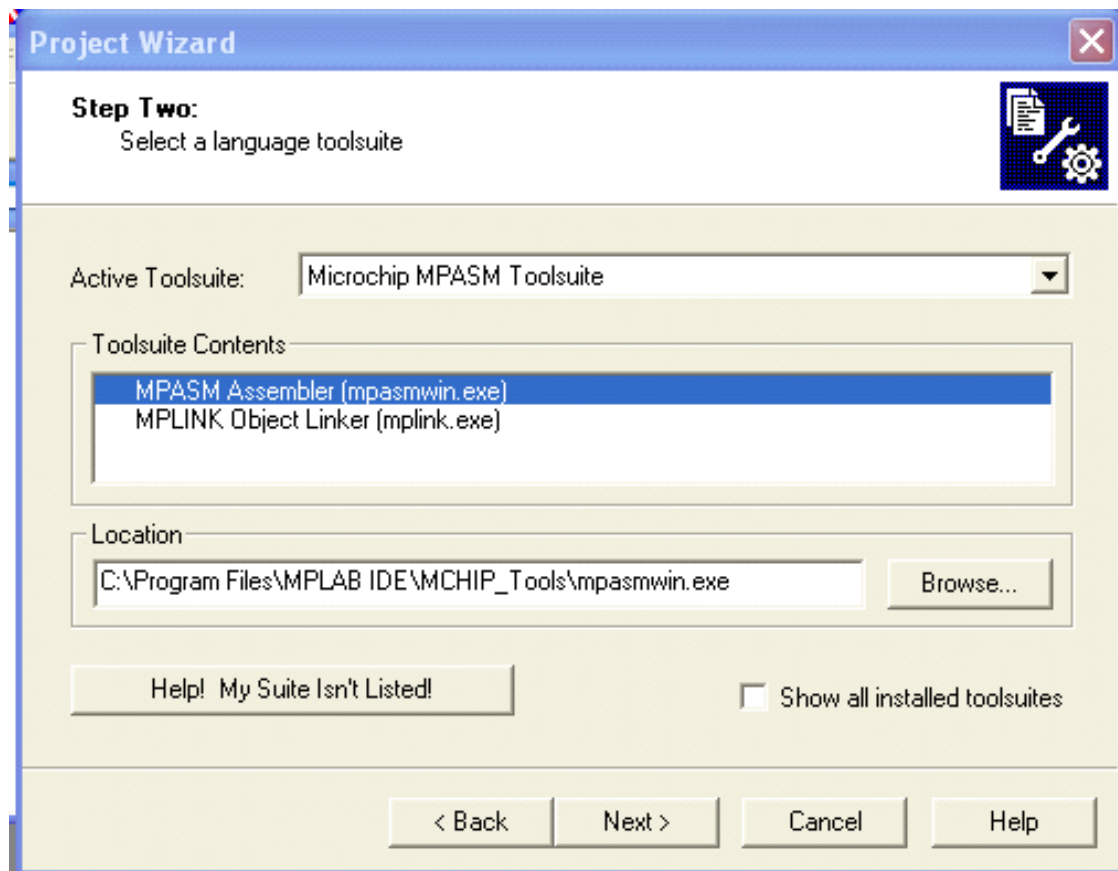 Project Wizard
Step Two:
Select a language toolsuite
Active Toolsuite:
Microchip MPASM Toolsuite
Toolsuite Contents
MPASM Assembler (mpasmwin.exe)
MPLINK Object Linker (mplink.exe)
Location
C:\Program Files\MPLAB IDE\MCHIP_Tools\mpasmwin.exe
Browse...
Help! My Suite Isn't Listed!
Show all installed toolsuites
< Back
Next >
Cancel
Help